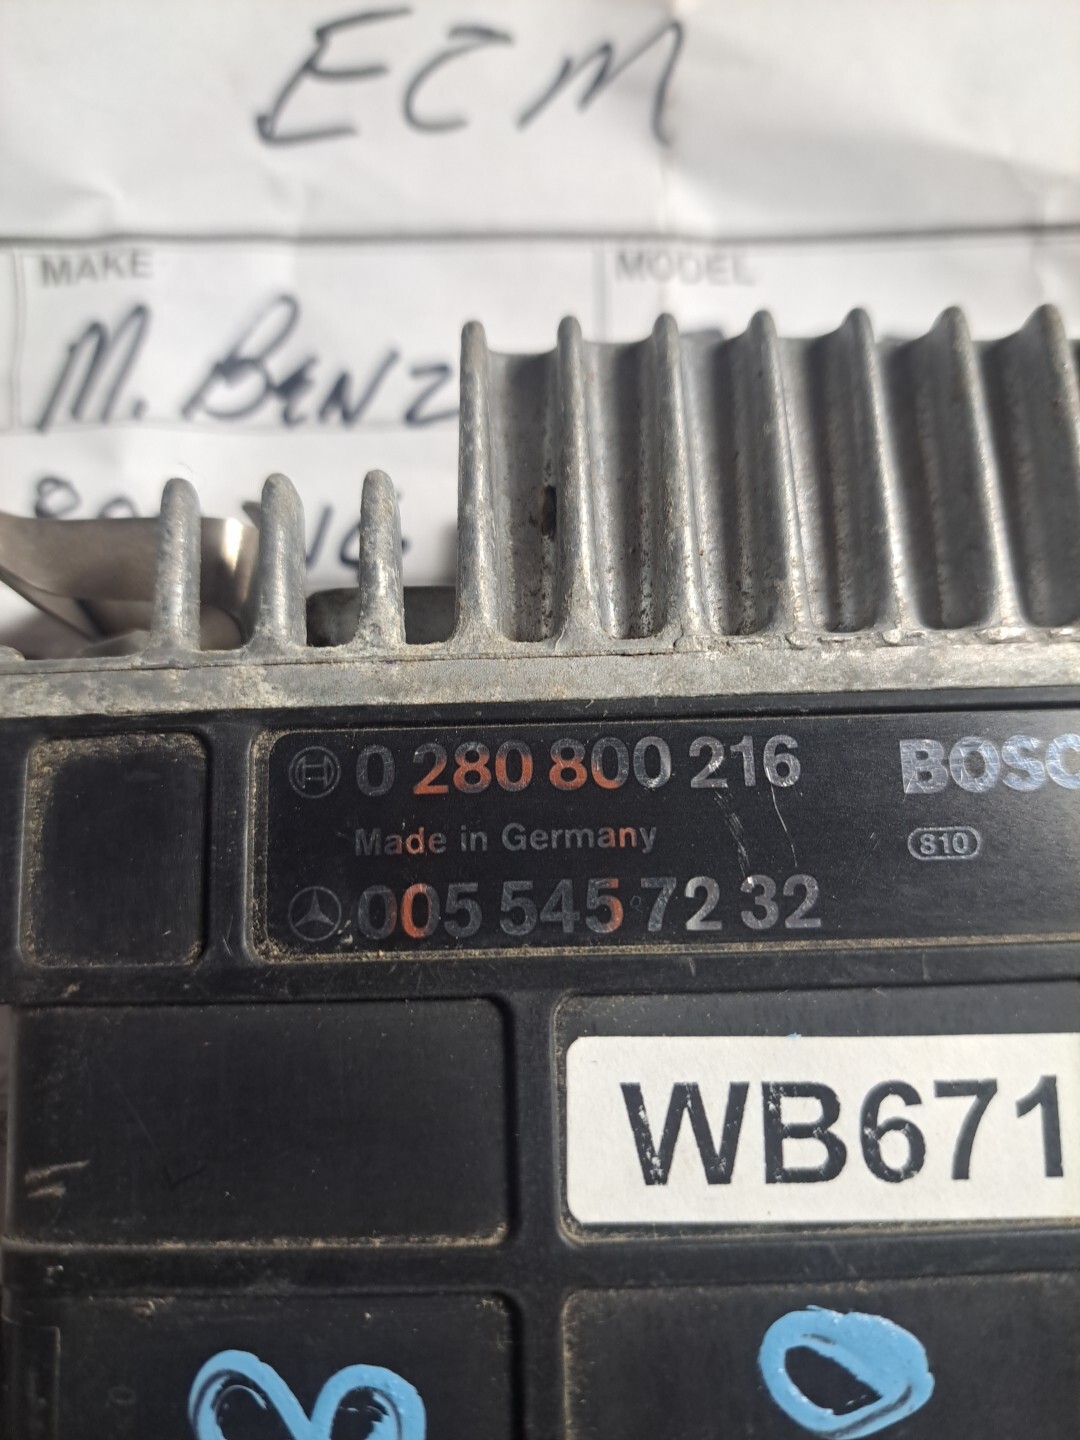 ECM
MAKE
MODEL
M. BENZ
0 280 800 216
BOSC
Made in Germany
810
005 545 72 32
WB671